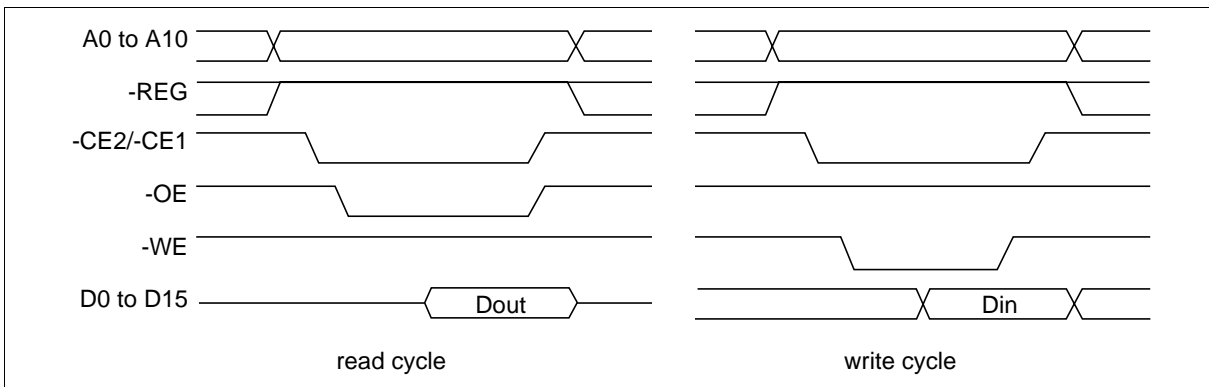 A0 to A10
-REG
-CE2/-CE1
-OE
-WE
D0 to D15
Dout
Din
read cycle
write cycle